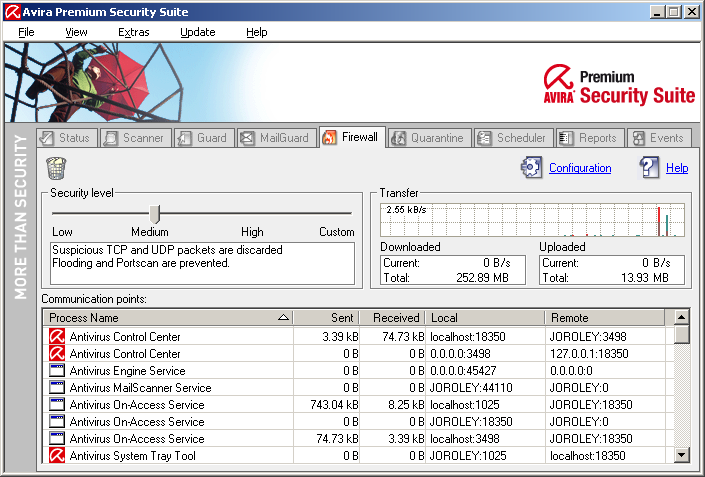 Avira Premium Security Suite
File View Extras Update Help
AVIRA Premium Security Suite
MORE THAN SECURITY
Status Scanner Guard MailGuard Firewall Quarantine Scheduler Reports Events
Configuration Help
Security level
Low Medium High Custom
Suspicious TCP and UDP packets are discarded
Flooding and Portscan are prevented.
Transfer
2.55 kB/s
Downloaded Uploaded
Current: 0 B/s Current: 0 B/s
Total: 252.89 MB Total: 13.93 MB
Communication points:
Process Name Sent Received Local Remote
Antivirus Control Center 3.39 kB 74.73 kB localhost:18350 JOROLEY:3498
Antivirus Control Center 0 B 0 B 0.0.0.0:3498 127.0.0.1:18350
Antivirus Engine Service 0 B 0 B 0.0.0.0:45427 0.0.0.0:0
Antivirus MailScanner Service 0 B 0 B JOROLEY:44110 JOROLEY:0
Antivirus On-Access Service 743.04 kB 8.25 kB localhost:1025 JOROLEY:18350
Antivirus On-Access Service 0 B 0 B JOROLEY:18350 JOROLEY:0
Antivirus On-Access Service 74.73 kB 3.39 kB localhost:3498 JOROLEY:18350
Antivirus System Tray Tool 0 B 0 B JOROLEY:1025 localhost:18350